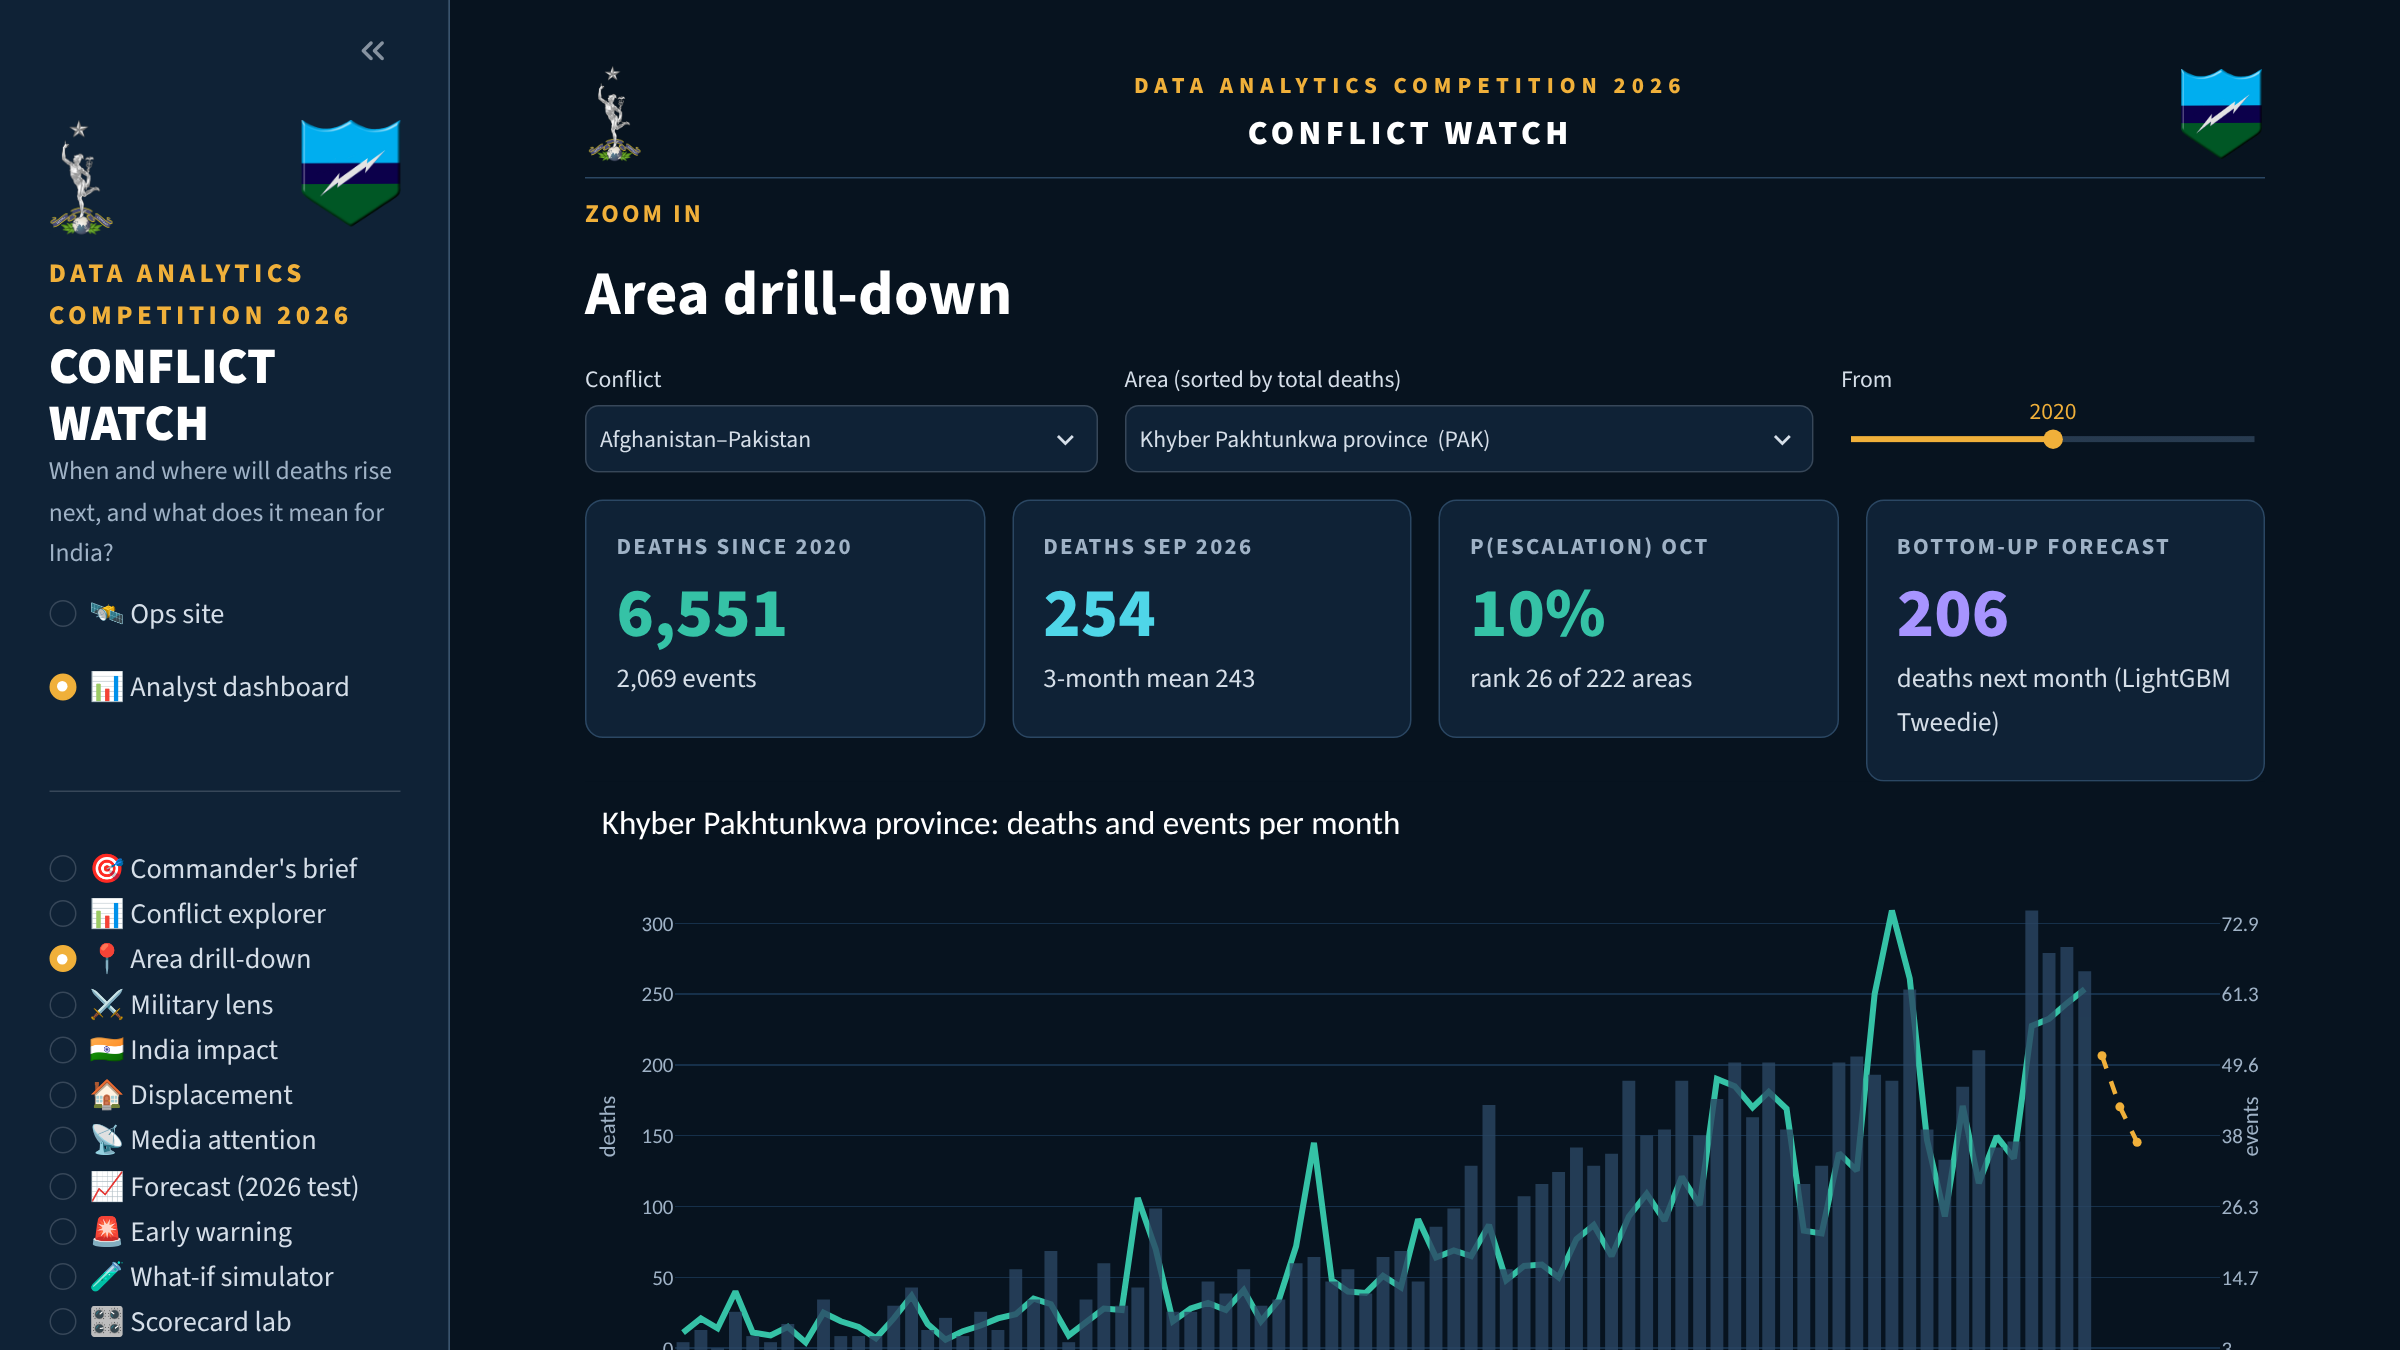 DATA ANALYTICS
COMPETITION 2026
CONFLICT
WATCH
When and where will deaths rise
next, and what does it mean for
India?
Ops site
Analyst dashboard
Commander's brief
Conflict explorer
Area drill-down
Military lens
India impact
Displacement
Media attention
Forecast (2026 test)
Early warning
What-if simulator
Scorecard lab
DATA ANALYTICS COMPETITION 2026
CONFLICT WATCH
ZOOM IN
Area drill-down
Conflict
Afghanistan–Pakistan
Area (sorted by total deaths)
Khyber Pakhtunkwa province (PAK)
From
2020
DEATHS SINCE 2020
6,551
2,069 events
DEATHS SEP 2026
254
3-month mean 243
P(ESCALATION) OCT
10%
rank 26 of 222 areas
BOTTOM-UP FORECAST
206
deaths next month (LightGBM
Tweedie)
Khyber Pakhtunkwa province: deaths and events per month
300
250
200
150
100
50
0
deaths
72.9
61.3
49.6
38
26.3
14.7
3
events